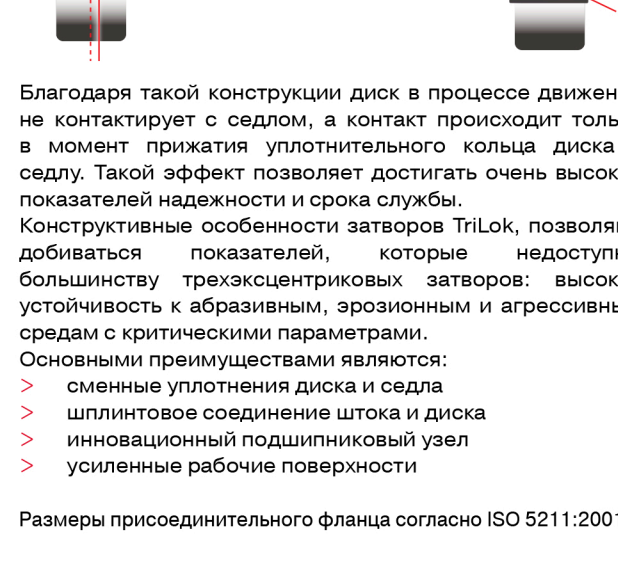 Благодаря такой конструкции диск в процессе движен
не контактирует с седлом, а контакт происходит толь
в момент прижатия уплотнительного кольца диска
седлу. Такой эффект позволяет достигать очень высок
показателей надежности и срока службы.
Конструктивные особенности затворов TriLok, позволя
добиваться показателей, которые недоступн
большинству трехэксцентриковых затворов: высок
устойчивость к абразивным, эрозионным и агрессивны
средам с критическими параметрами.
Основными преимуществами являются:
> сменные уплотнения диска и седла
> шплинтовое соединение штока и диска
> инновационный подшипниковый узел
> усиленные рабочие поверхности
Размеры присоединительного фланца согласно ISO 5211:2001